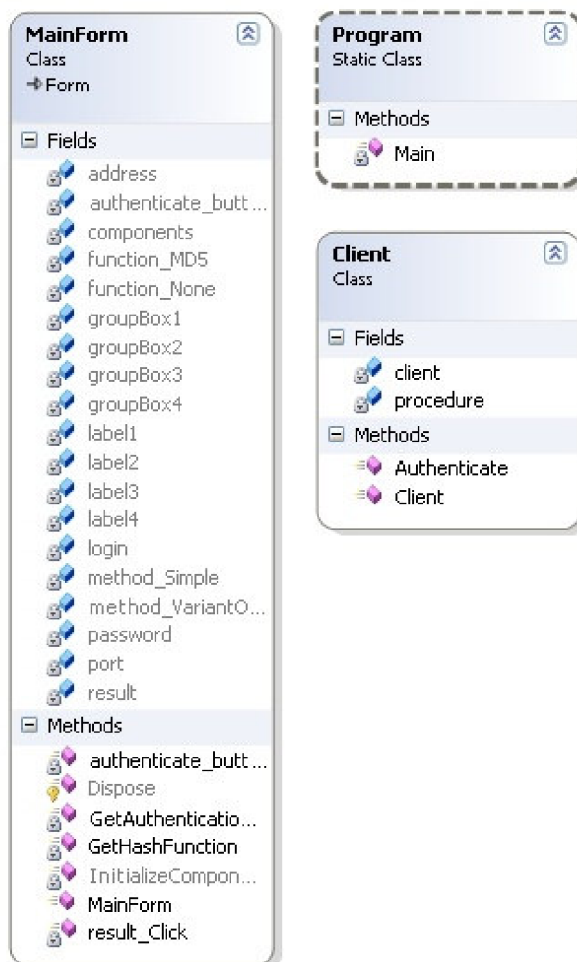 MainForm
Class
Form
Fields
address
authenticate_butt...
components
function_MD5
function_None
groupBox1
groupBox2
groupBox3
groupBox4
label1
label2
label3
label4
login
method_Simple
method_VariantO...
password
port
result
Methods
authenticate_butt...
Dispose
GetAuthenticatio...
GetHashFunction
InitializeCompon...
MainForm
result_Click
Program
Static Class
Methods
Main
Client
Class
Fields
client
procedure
Methods
Authenticate
Client